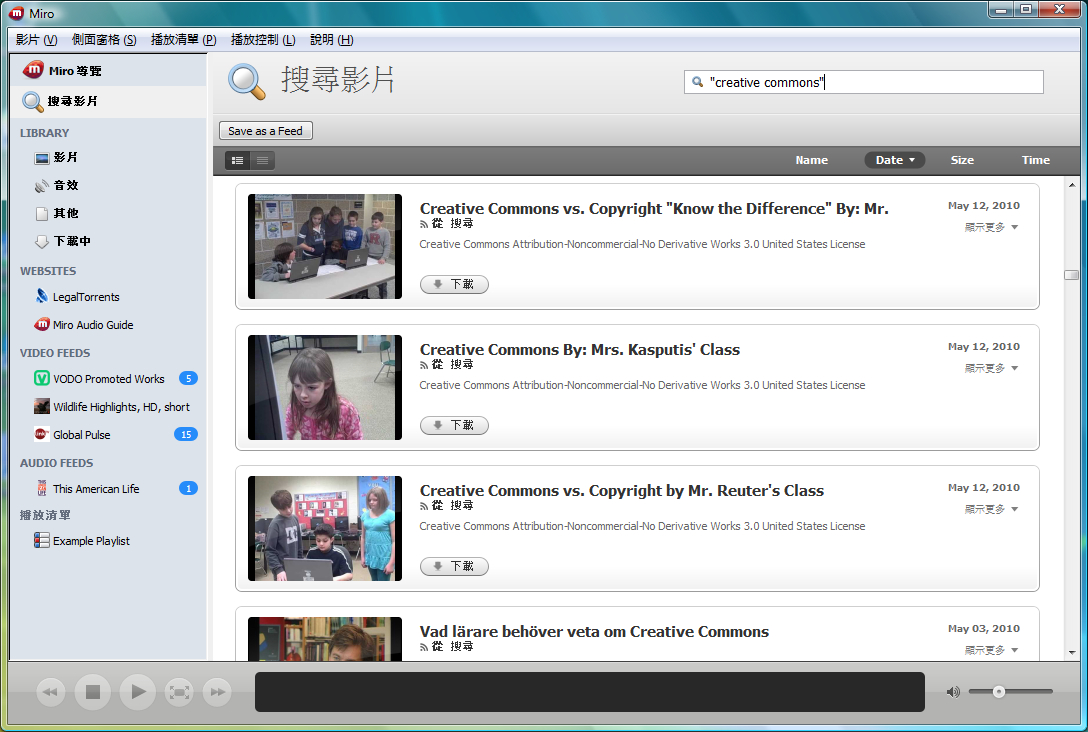 Miro
影片 (V) 側面窗格 (S) 播放清單 (P) 播放控制 (L) 說明 (H)
Miro 導覽
搜尋影片
LIBRARY
影片
音效
其他
下載中
WEBSITES
LegalTorrents
Miro Audio Guide
VIDEO FEEDS
VODO Promoted Works 5
Wildlife Highlights, HD, short
Global Pulse 15
AUDIO FEEDS
This American Life 1
播放清單
Example Playlist
搜尋影片
"creative commons"
Save as a Feed
Name Date Size Time
Creative Commons vs. Copyright "Know the Difference" By: Mr.
May 12, 2010
從 搜尋
顯示更多
Creative Commons Attribution-Noncommercial-No Derivative Works 3.0 United States License
下載
Creative Commons By: Mrs. Kasputis' Class
May 12, 2010
從 搜尋
顯示更多
Creative Commons Attribution-Noncommercial-No Derivative Works 3.0 United States License
下載
Creative Commons vs. Copyright by Mr. Reuter's Class
May 12, 2010
從 搜尋
顯示更多
Creative Commons Attribution-Noncommercial-No Derivative Works 3.0 United States License
下載
Vad lärare behöver veta om Creative Commons
May 03, 2010
從 搜尋
顯示更多